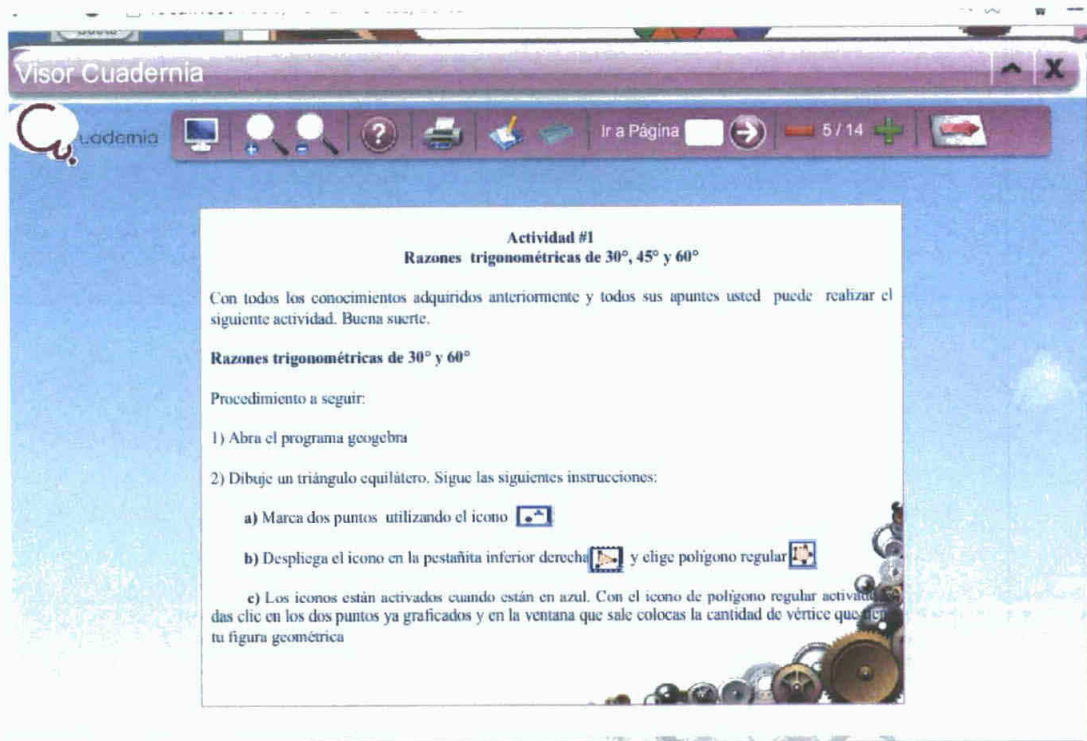 Visor Cuadernia
uadernia
Ir a Página
5 / 14
Actividad #1
Razones trigonométricas de 30°, 45° y 60°
Con todos los conocimientos adquiridos anteriormente y todos sus apuntes usted puede realizar el
siguiente actividad. Buena suerte.
Razones trigonométricas de 30° y 60°
Procedimiento a seguir:
1) Abra el programa geogebra
2) Dibuje un triángulo equilátero. Sigue las siguientes instrucciones:
a) Marca dos puntos utilizando el icono
b) Despliega el icono en la pestañita inferior derecha y elige polígono regular
c) Los iconos están activados cuando están en azul. Con el icono de polígono regular
das clic en los dos puntos ya graficados y en la ventana que sale colocas la cantidad de vértice que
tu figura geométrica